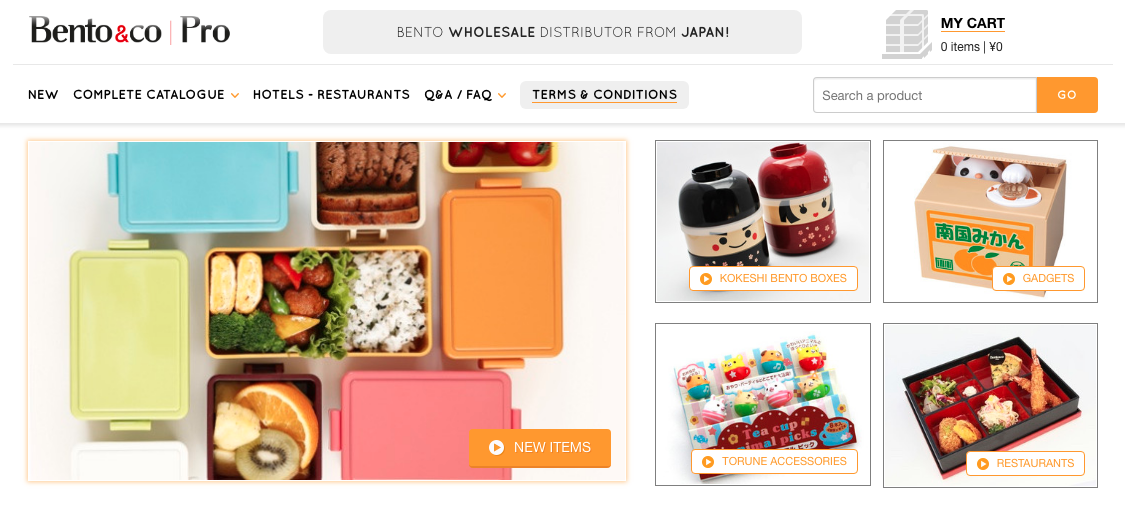 Bento&co | Pro
BENTO WHOLESALE DISTRIBUTOR FROM JAPAN!
MY CART
0 items | ¥0
NEW
COMPLETE CATALOGUE
HOTELS - RESTAURANTS
Q&A / FAQ
TERMS & CONDITIONS
Search a product
GO
NEW ITEMS
KOKESHI BENTO BOXES
南国みかん
GADGETS
Tea cup
animal picks
TORUNE ACCESSORIES
RESTAURANTS